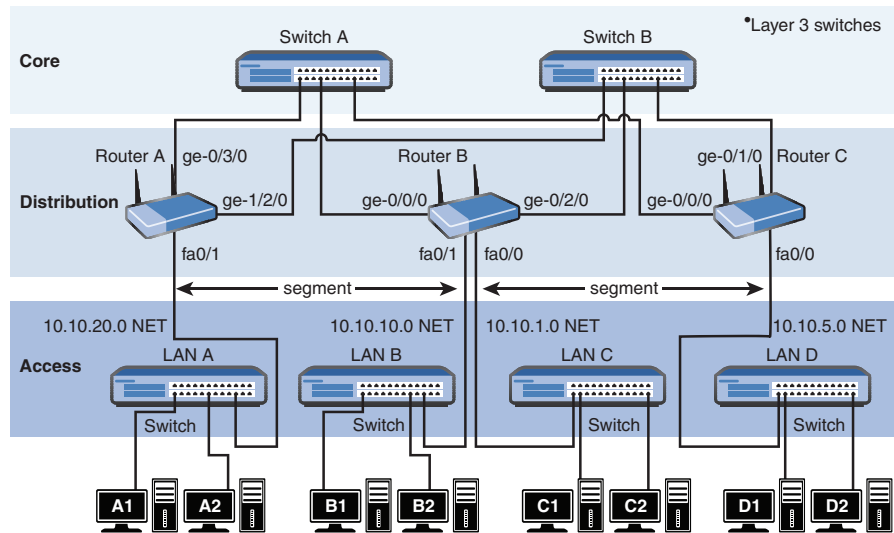 Switch A
Switch B
•Layer 3 switches
Core
Router A
ge-0/3/0
Router B
ge-0/1/0
Router C
Distribution
ge-1/2/0
ge-0/0/0
ge-0/2/0
ge-0/0/0
fa0/1
fa0/1
fa0/0
fa0/0
segment
segment
10.10.20.0 NET
10.10.10.0 NET
10.10.1.0 NET
10.10.5.0 NET
Access
LAN A
LAN B
LAN C
LAN D
Switch
Switch
Switch
Switch
A1
A2
B1
B2
C1
C2
D1
D2